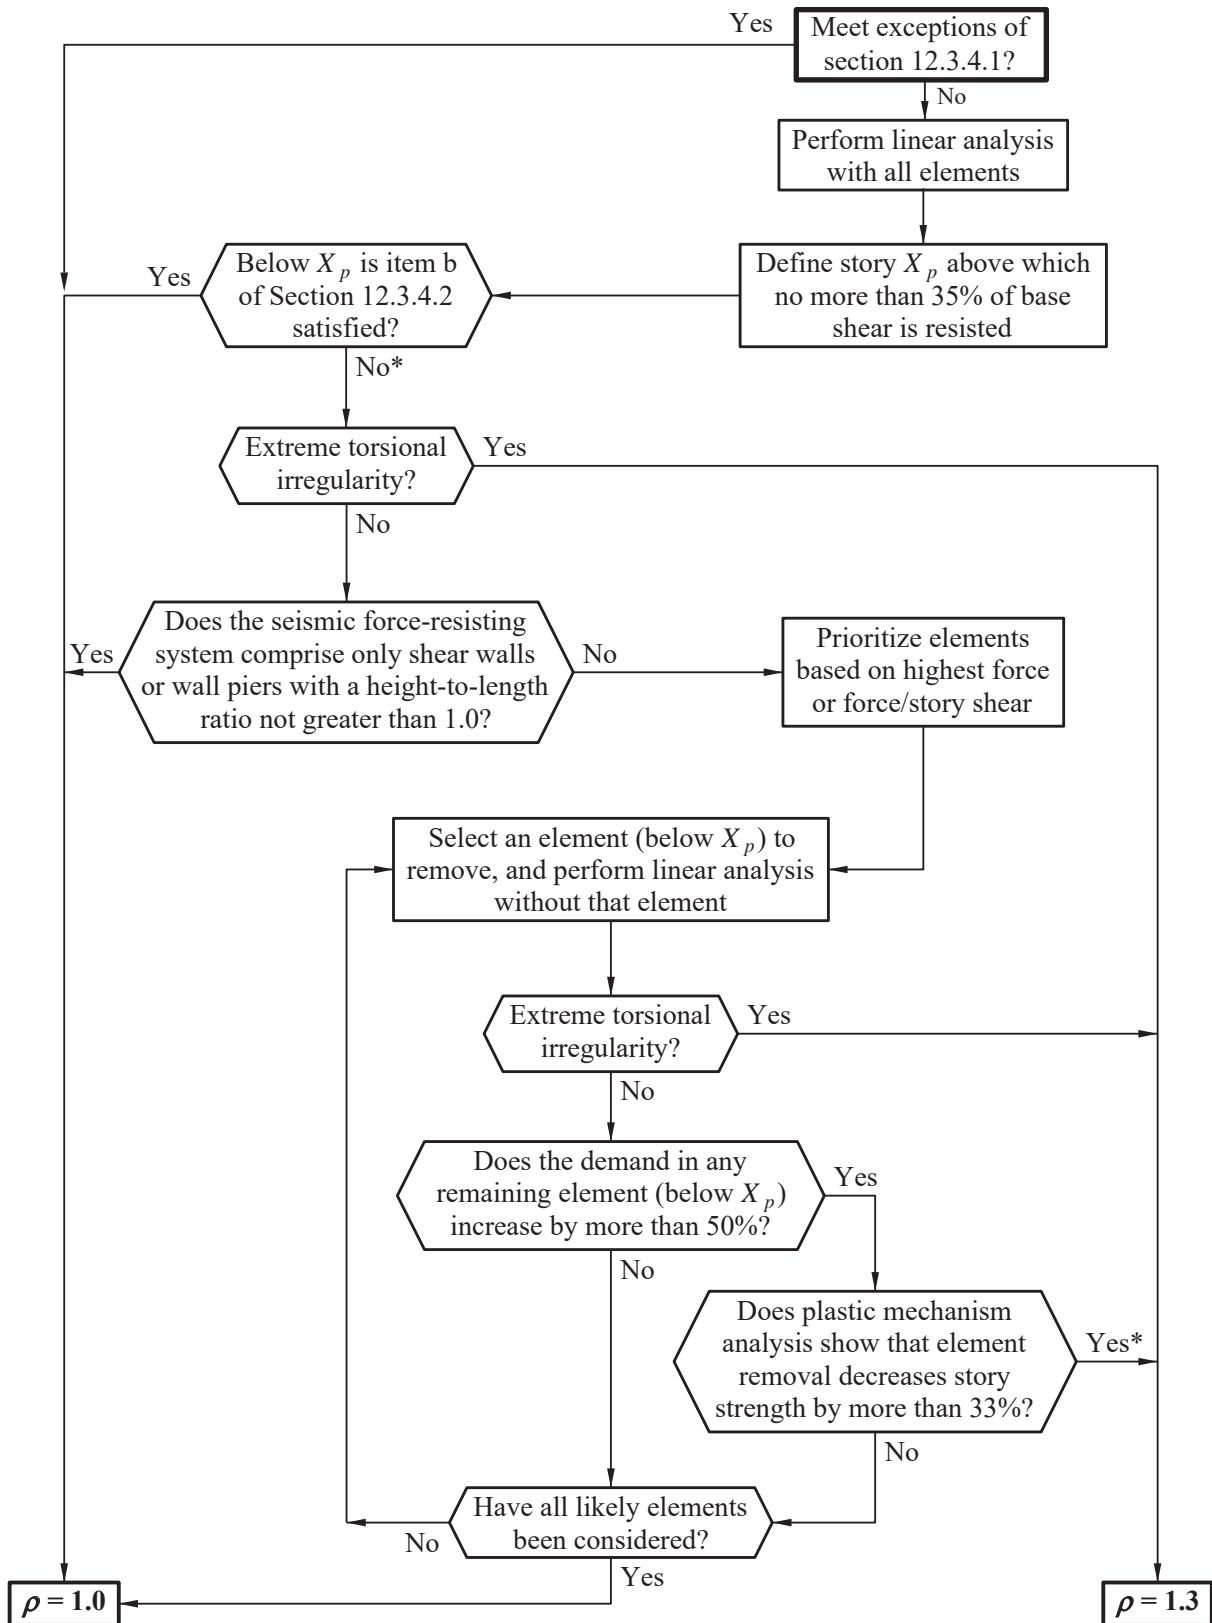 Yes
Meet exceptions of
section 12.3.4.1?
No
Perform linear analysis
with all elements
Yes
Below X p is item b
of Section 12.3.4.2
satisfied?
Define story X p above which
no more than 35% of base
shear is resisted
No*
Extreme torsional
irregularity?
Yes
No
Yes
Does the seismic force-resisting
system comprise only shear walls
or wall piers with a height-to-length
ratio not greater than 1.0?
No
Prioritize elements
based on highest force
or force/story shear
Select an element (below X p) to
remove, and perform linear analysis
without that element
Extreme torsional
irregularity?
Yes
No
Does the demand in any
remaining element (below X p)
increase by more than 50%?
Yes
No
Does plastic mechanism
analysis show that element
removal decreases story
strength by more than 33%?
Yes*
No
Have all likely elements
been considered?
No
Yes
ρ = 1.0
ρ = 1.3